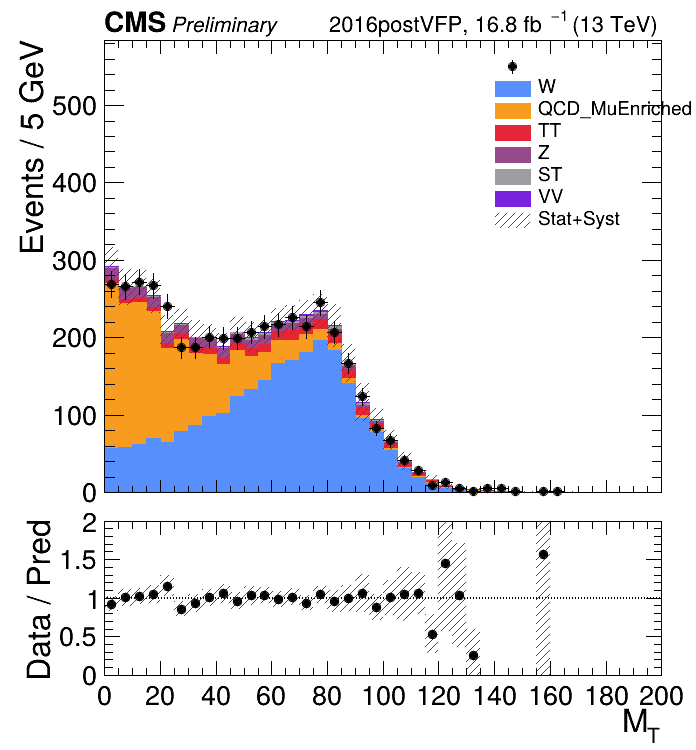 CMS Preliminary 2016postVFP, 16.8 fb⁻¹ (13 TeV)
Events / 5 GeV
500
400
300
200
100
0
W
QCD_MuEnriched
TT
Z
ST
VV
Stat+Syst
Data / Pred
2
1.5
1
0.5
0
0 20 40 60 80 100 120 140 160 180 200
M_T